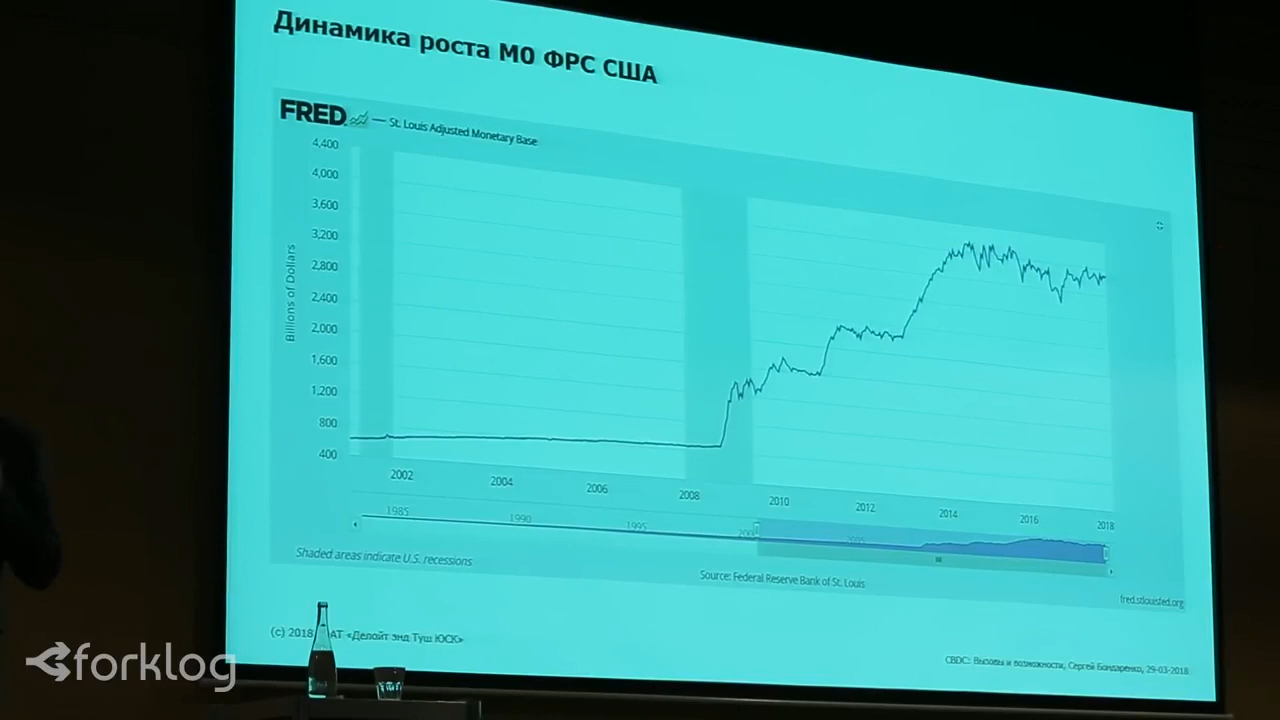 Динамика роста М0 ФРС США
FRED — St. Louis Adjusted Monetary Base
4,400
4,000
3,600
3,200
2,800
2,400
2,000
1,600
1,200
800
400
Billions of Dollars
2002 2004 2006 2008 2010 2012 2014 2016 2018
1985 1990 1995 2005
Shaded areas indicate U.S. recessions
Source: Federal Reserve Bank of St. Louis
fred.stlouisfed.org
(c) 2018 АТ «Делойт энд Туш ЮСК»
CBDC: Вызовы и возможности, Сергей Бондаренко, 29-03-2018
forklog